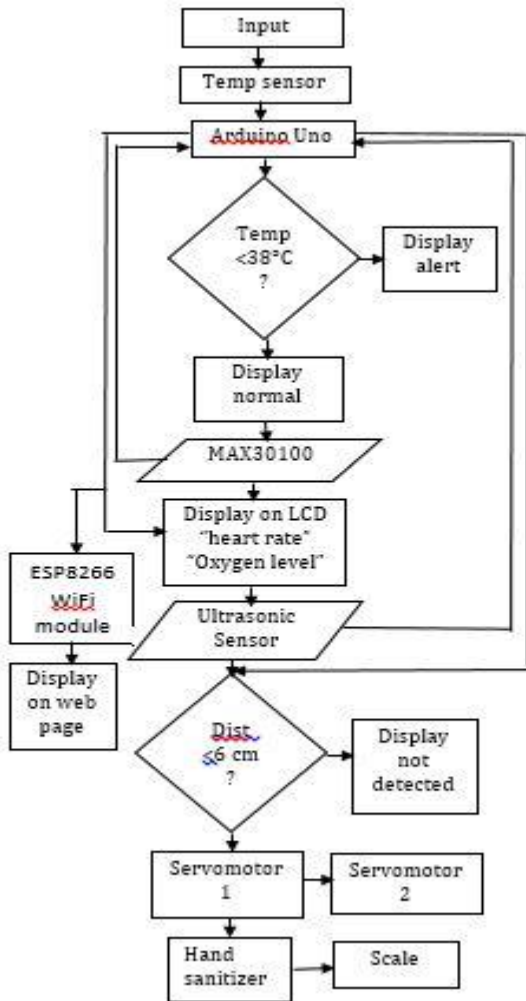 Input
Temp sensor
Arduino Uno
Temp
<38°C
?
Display
alert
Display
normal
MAX30100
Display on LCD
“heart rate”
“Oxygen level”
ESP8266
WiFi
module
Ultrasonic
Sensor
Display
on web
page
Dist
≤6 cm
?
Display
not
detected
Servomotor
1
Servomotor
2
Hand
sanitizer
Scale